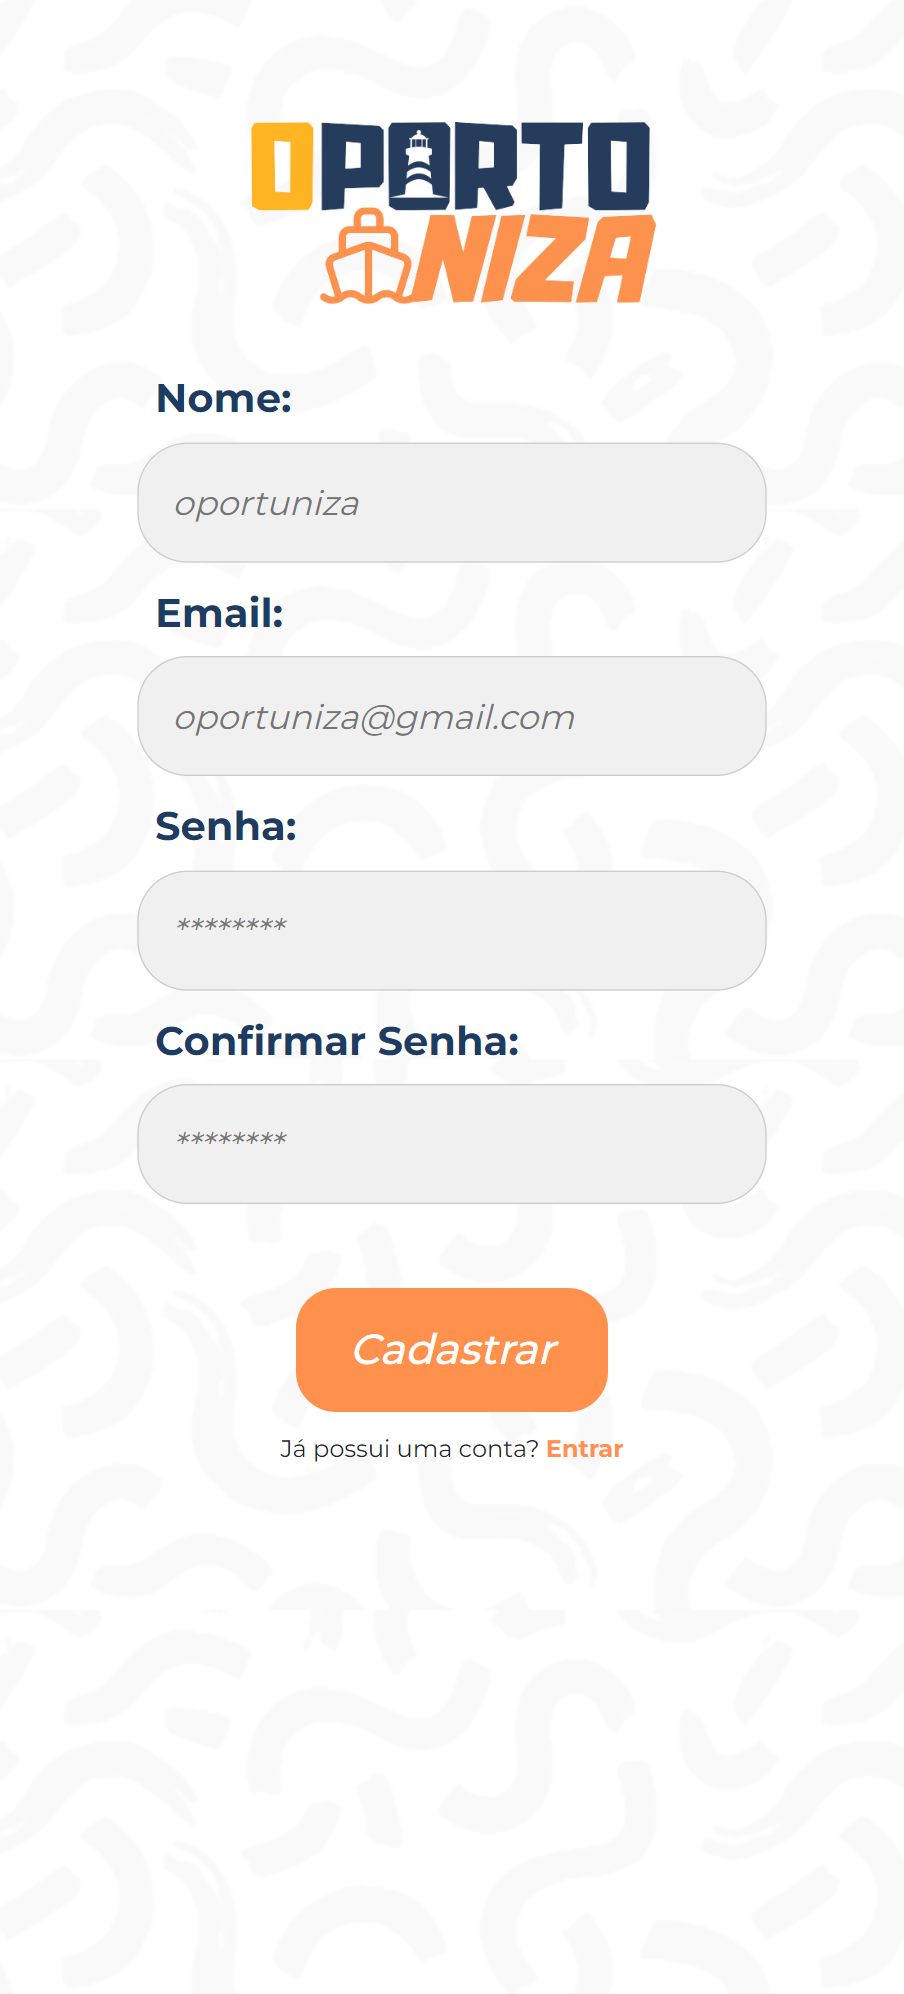 OPORTO
NIZA
Nome:
oportuniza
Email:
oportuniza@gmail.com
Senha:
********
Confirmar Senha:
********
Cadastrar
Já possui uma conta? Entrar